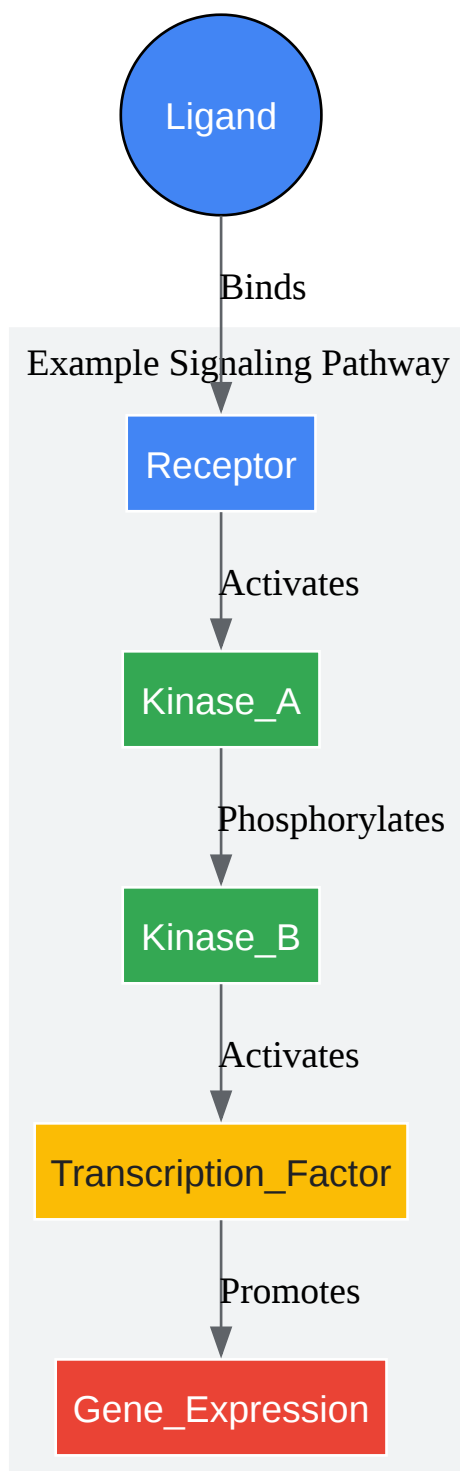 Ligand
Binds
Example Signaling Pathway
Receptor
Activates
Kinase_A
Phosphorylates
Kinase_B
Activates
Transcription_Factor
Promotes
Gene_Expression